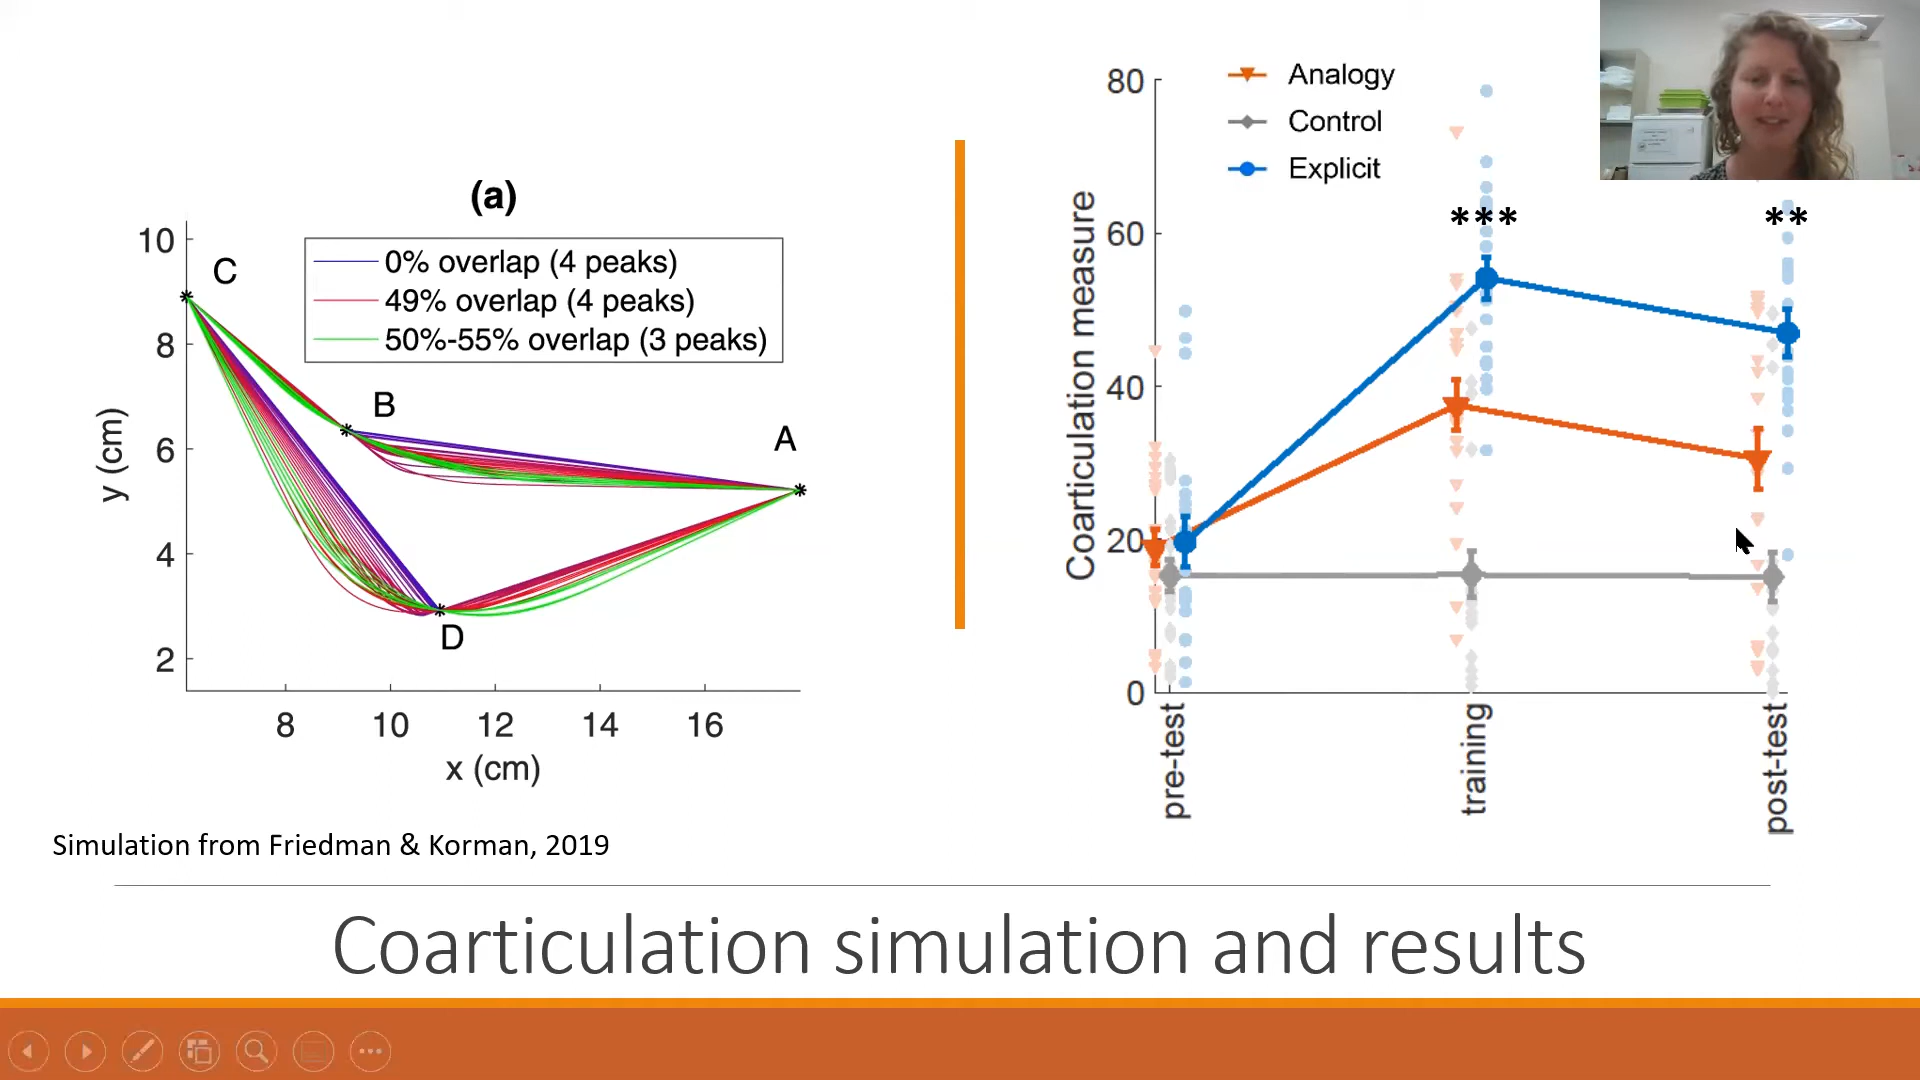 (a)
0% overlap (4 peaks)
49% overlap (4 peaks)
50%-55% overlap (3 peaks)
10
8
6
4
2
y (cm)
C
B
A
D
8 10 12 14 16
x (cm)
Simulation from Friedman & Korman, 2019
Analogy
Control
Explicit
80
60
40
20
0
Coarticulation measure
*** **
pre-test
training
post-test
Coarticulation simulation and results